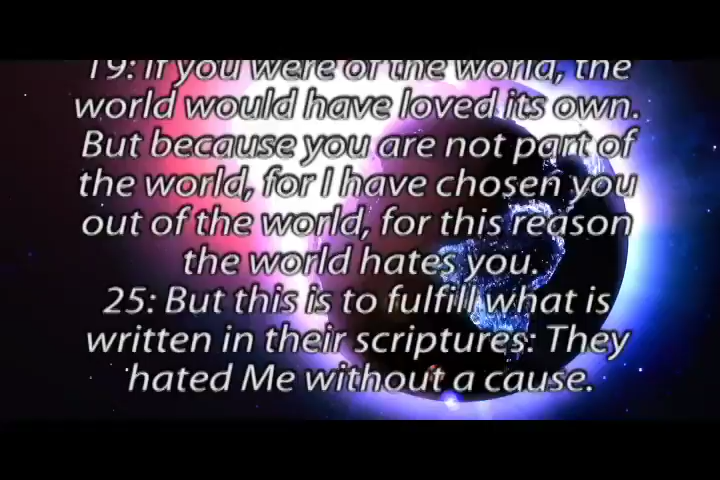 19: If you were of the world, the
world would have loved its own.
But because you are not part of
the world, for I have chosen you
out of the world, for this reason
the world hates you.
25: But this is to fulfill what is
written in their scriptures: They
hated Me without a cause.